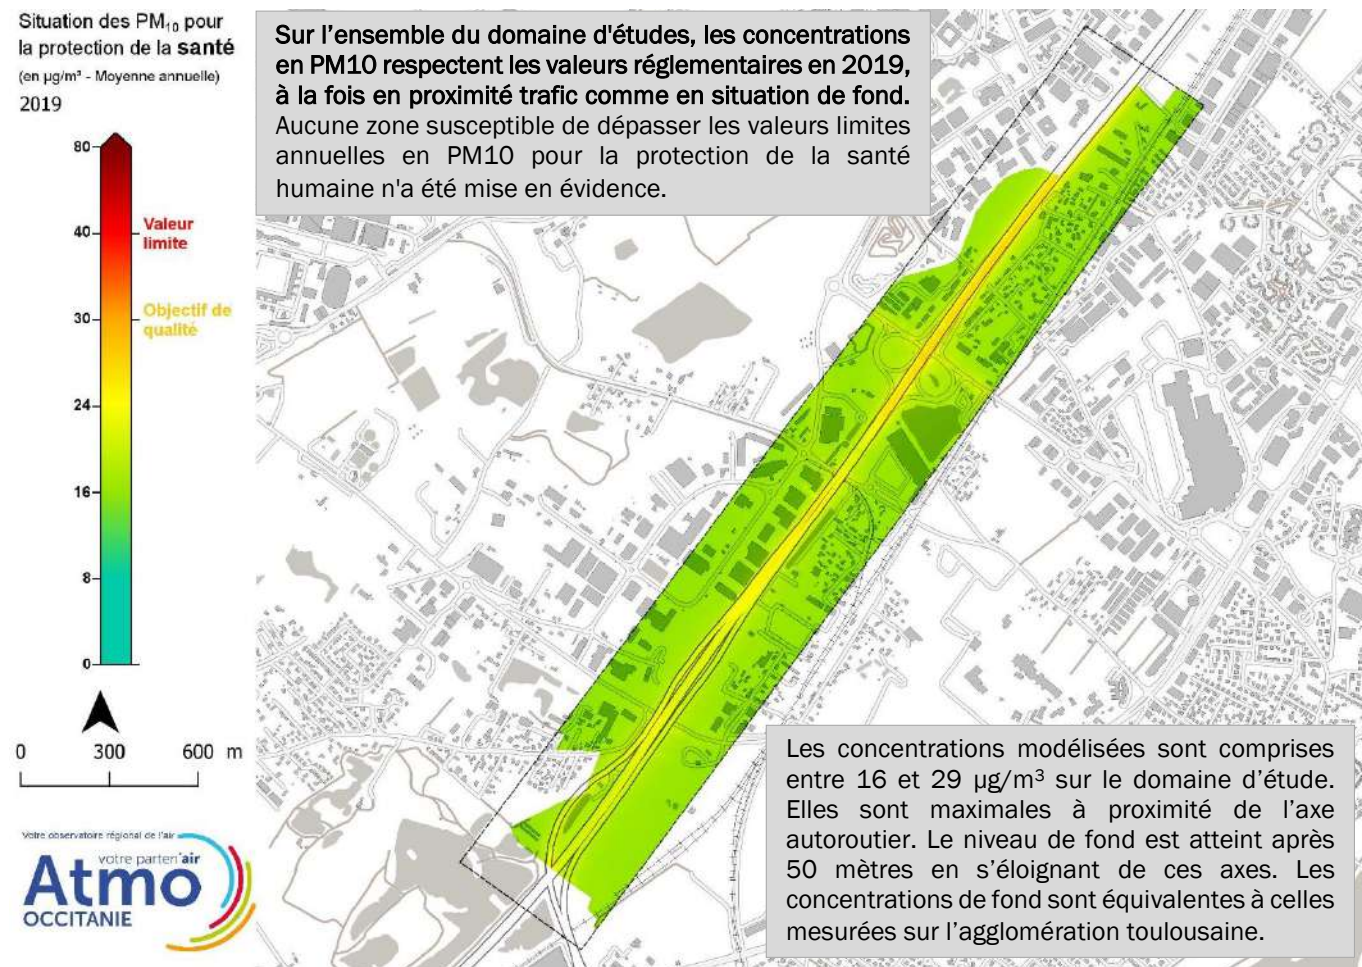 Situation des PM₁₀ pour
la protection de la santé
(en µg/m³ - Moyenne annuelle)
2019
80
40
Valeur
limite
30
Objectif de
qualité
24
16
8
0
0 300 600 m
Votre observatoire régional de l'air
votre parten'air
Atmo
OCCITANIE
Sur l'ensemble du domaine d'études, les concentrations
en PM10 respectent les valeurs réglementaires en 2019,
à la fois en proximité trafic comme en situation de fond.
Aucune zone susceptible de dépasser les valeurs limites
annuelles en PM10 pour la protection de la santé
humaine n'a été mise en évidence.
Les concentrations modélisées sont comprises
entre 16 et 29 µg/m³ sur le domaine d'étude.
Elles sont maximales à proximité de l'axe
autoroutier. Le niveau de fond est atteint après
50 mètres en s'éloignant de ces axes. Les
concentrations de fond sont équivalentes à celles
mesurées sur l'agglomération toulousaine.